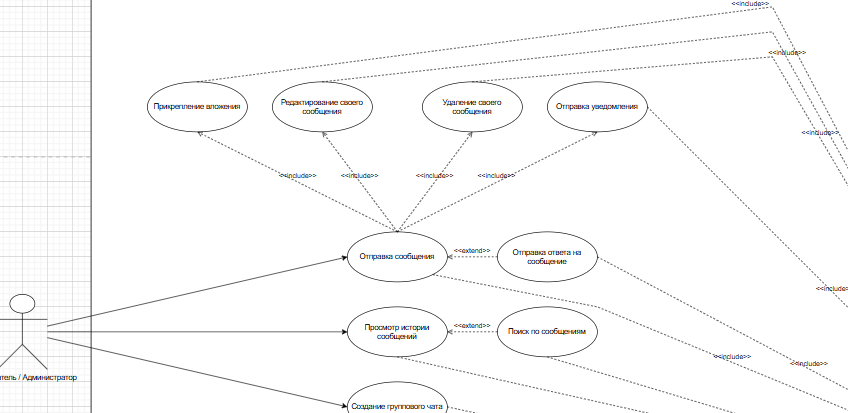 <<include>>
<<include>>
Прикрепление вложения
Редактирование своего
сообщения
Удаление своего
сообщения
Отправка уведомления
<<include>>
<<include>>
<<include>>
<<include>>
<<include>>
Отправка сообщения
<<extend>>
Отправка ответа на
сообщение
<<include>>
Просмотр истории
сообщений
<<extend>>
Поиск по сообщениям
<<include>>
<<include>>
тель / Администратор
Создание группового чата